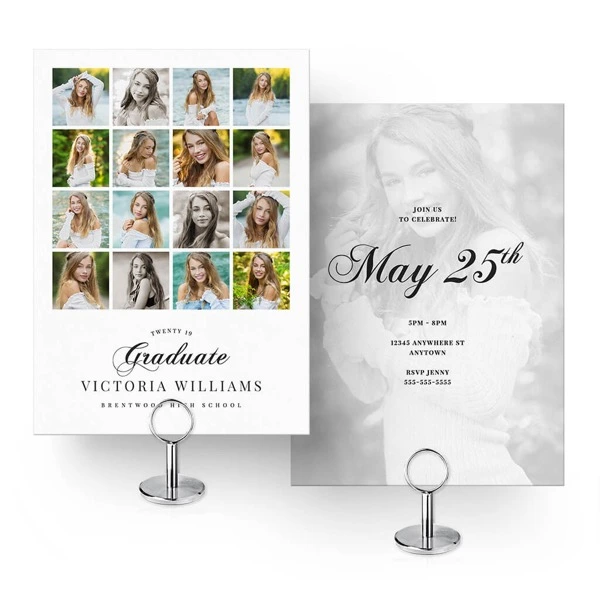 TWENTY 19
Graduate
VICTORIA WILLIAMS
BRENTWOOD HIGH SCHOOL
JOIN US
TO CELEBRATE!
May 25th
5PM - 8PM
12345 ANYWHERE ST
ANYTOWN
RSVP JENNY
555-555-5555